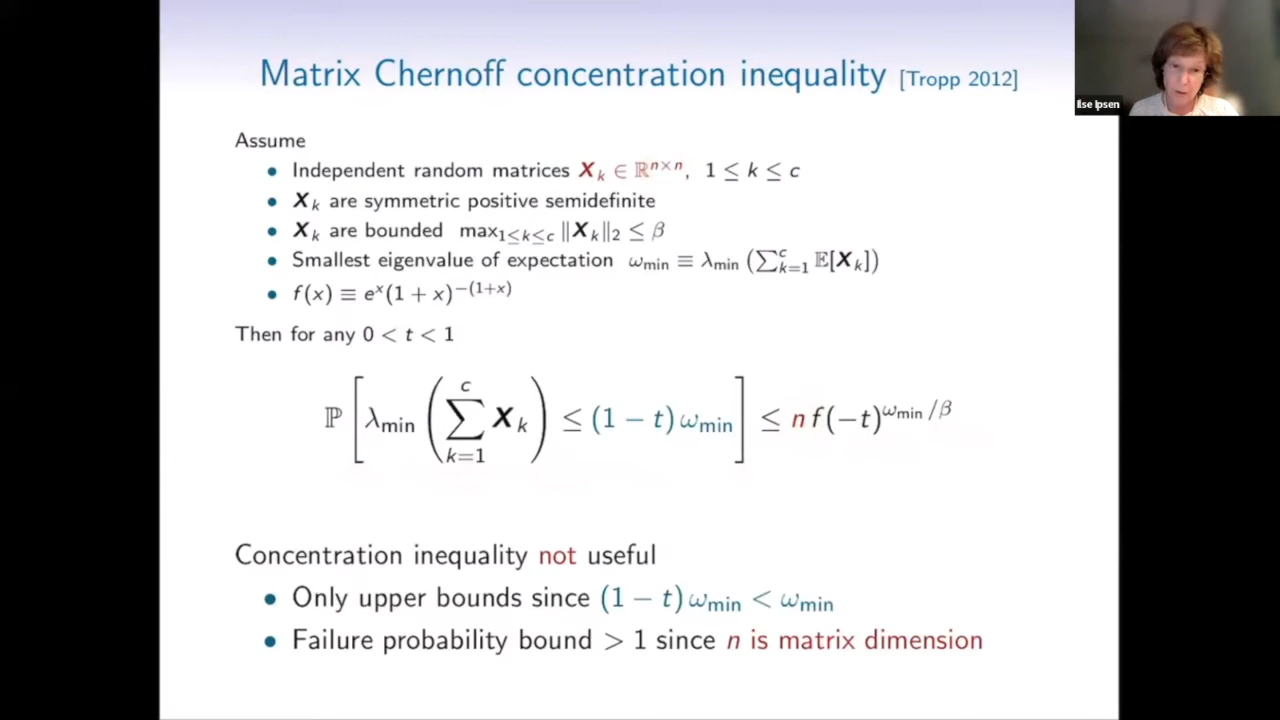 Matrix Chernoff concentration inequality [Tropp 2012]
Ilse Ipsen
Assume
• Independent random matrices X_k ∈ ℝ^{n×n}, 1 ≤ k ≤ c
• X_k are symmetric positive semidefinite
• X_k are bounded max_{1≤k≤c} ‖X_k‖_2 ≤ β
• Smallest eigenvalue of expectation ω_min ≡ λ_min (∑_{k=1}^c 𝔼[X_k])
• f(x) ≡ e^x(1 + x)^{−(1+x)}
Then for any 0 < t < 1
ℙ [λ_min (∑_{k=1}^c X_k) ≤ (1 − t) ω_min] ≤ n f(−t)^{ω_min/β}
Concentration inequality not useful
• Only upper bounds since (1 − t) ω_min < ω_min
• Failure probability bound > 1 since n is matrix dimension